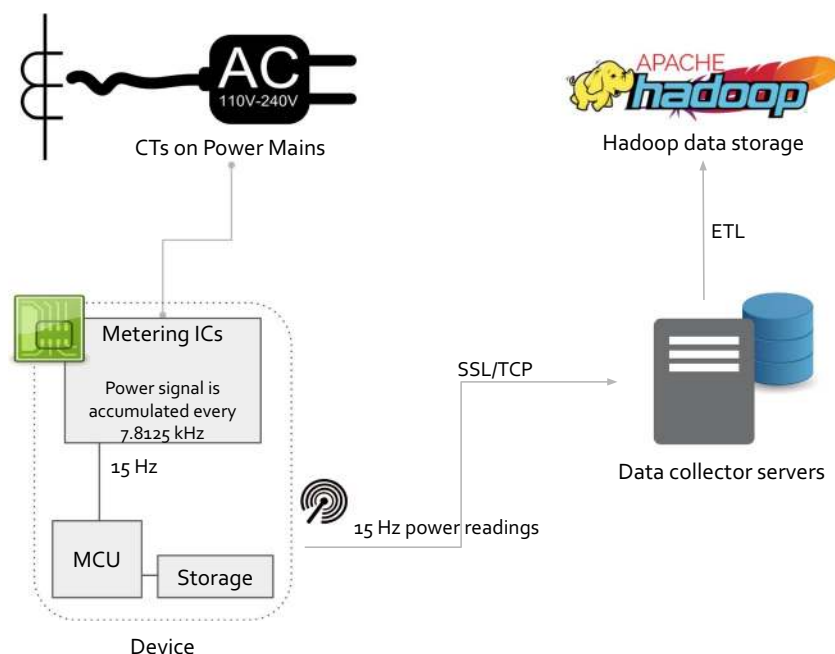 AC
110V-240V
CTs on Power Mains
APACHE
hadoop
Hadoop data storage
ETL
Metering ICs
Power signal is
accumulated every
7.8125 kHz
15 Hz
SSL/TCP
Data collector servers
15 Hz power readings
MCU
Storage
Device